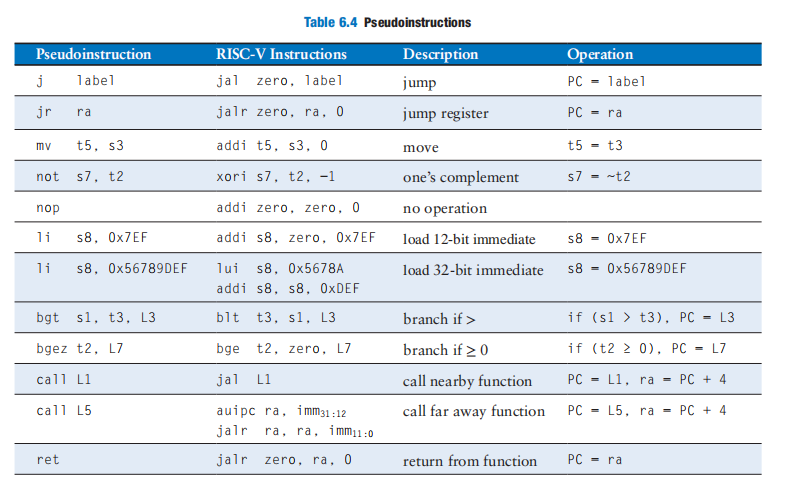 Table 6.4 Pseudoinstructions
Pseudoinstruction RISC-V Instructions Description Operation
j label jal zero, label jump PC = label
jr ra jalr zero, ra, 0 jump register PC = ra
mv t5, s3 addi t5, s3, 0 move t5 = t3
not s7, t2 xori s7, t2, −1 one's complement s7 = ~t2
nop addi zero, zero, 0 no operation
li s8, 0x7EF addi s8, zero, 0x7EF load 12-bit immediate s8 = 0x7EF
li s8, 0x56789DEF lui s8, 0x5678A load 32-bit immediate s8 = 0x56789DEF
addi s8, s8, 0xDEF
bgt s1, t3, L3 blt t3, s1, L3 branch if > if (s1 > t3), PC = L3
bgez t2, L7 bge t2, zero, L7 branch if ≥ 0 if (t2 ≥ 0), PC = L7
call L1 jal L1 call nearby function PC = L1, ra = PC + 4
call L5 auipc ra, imm31:12 call far away function PC = L5, ra = PC + 4
jalr ra, ra, imm11:0
ret jalr zero, ra, 0 return from function PC = ra